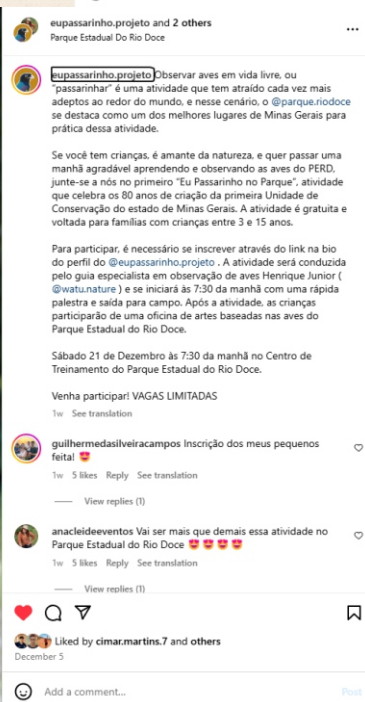 eupassarinho.projeto and 2 others
Parque Estadual Do Rio Doce
eupassarinho.projeto Observar aves em vida livre, ou
"passarinhar" é uma atividade que tem atraído cada vez mais
adeptos ao redor do mundo, e nesse cenário, o @parque.riodoce
se destaca como um dos melhores lugares de Minas Gerais para
prática dessa atividade.
Se você tem crianças, é amante da natureza, e quer passar uma
manhã agradável aprendendo e observando as aves do PERD,
junte-se a nós no primeiro "Eu Passarinho no Parque", atividade
que celebra os 80 anos de criação da primeira Unidade de
Conservação do estado de Minas Gerais. A atividade é gratuita e
voltada para famílias com crianças entre 3 e 15 anos.
Para participar, é necessário se inscrever através do link na bio
do perfil do @eupassarinho.projeto . A atividade será conduzida
pelo guia especialista em observação de aves Henrique Junior (
@watu.nature ) e se iniciará às 7:30 da manhã com uma rápida
palestra e saída para campo. Após a atividade, as crianças
participarão de uma oficina de artes baseadas nas aves do
Parque Estadual do Rio Doce.
Sábado 21 de Dezembro às 7:30 da manhã no Centro de
Treinamento do Parque Estadual do Rio Doce.
Venha participar! VAGAS LIMITADAS
1w See translation
guilhermedasilveiracampos Inscrição dos meus pequenos
feita! 😍
1w 5 likes Reply See translation
View replies (1)
anacleideeventos Vai ser mais que demais essa atividade no
Parque Estadual do Rio Doce 😍😍😍😍
1w 5 likes Reply See translation
View replies (1)
Liked by cimar.martins.7 and others
December 5
Add a comment...
Post